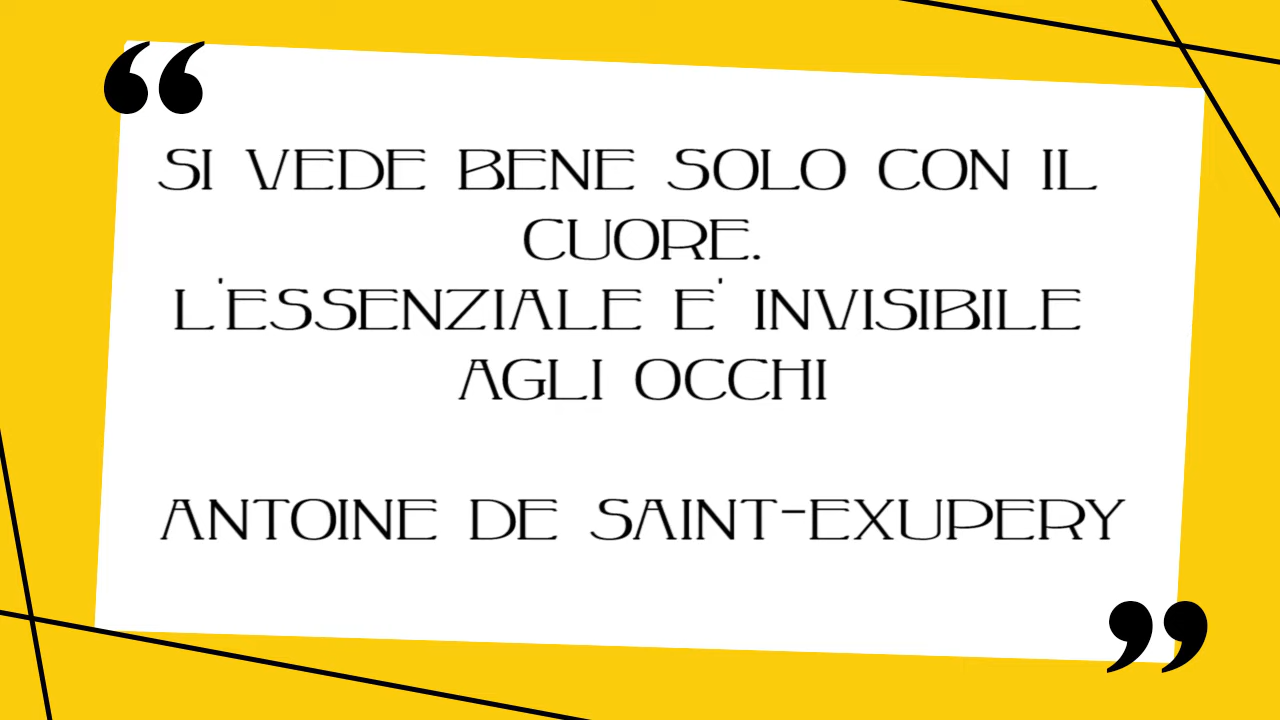 “
SI VEDE BENE SOLO CON IL
CUORE.
L'ESSENZIALE E' INVISIBILE
AGLI OCCHI
ANTOINE DE SAINT-EXUPERY
”